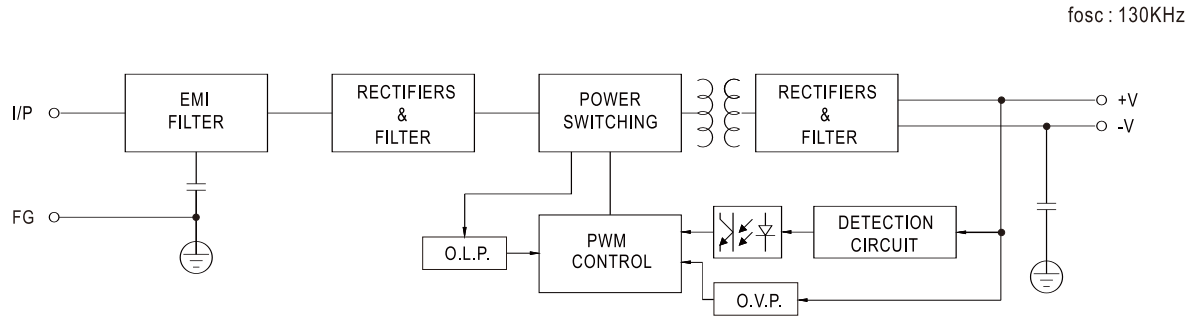 fosc : 130KHz
I/P
EMI
FILTER
RECTIFIERS
&
FILTER
POWER
SWITCHING
RECTIFIERS
&
FILTER
+V
-V
FG
O.L.P.
PWM
CONTROL
DETECTION
CIRCUIT
O.V.P.